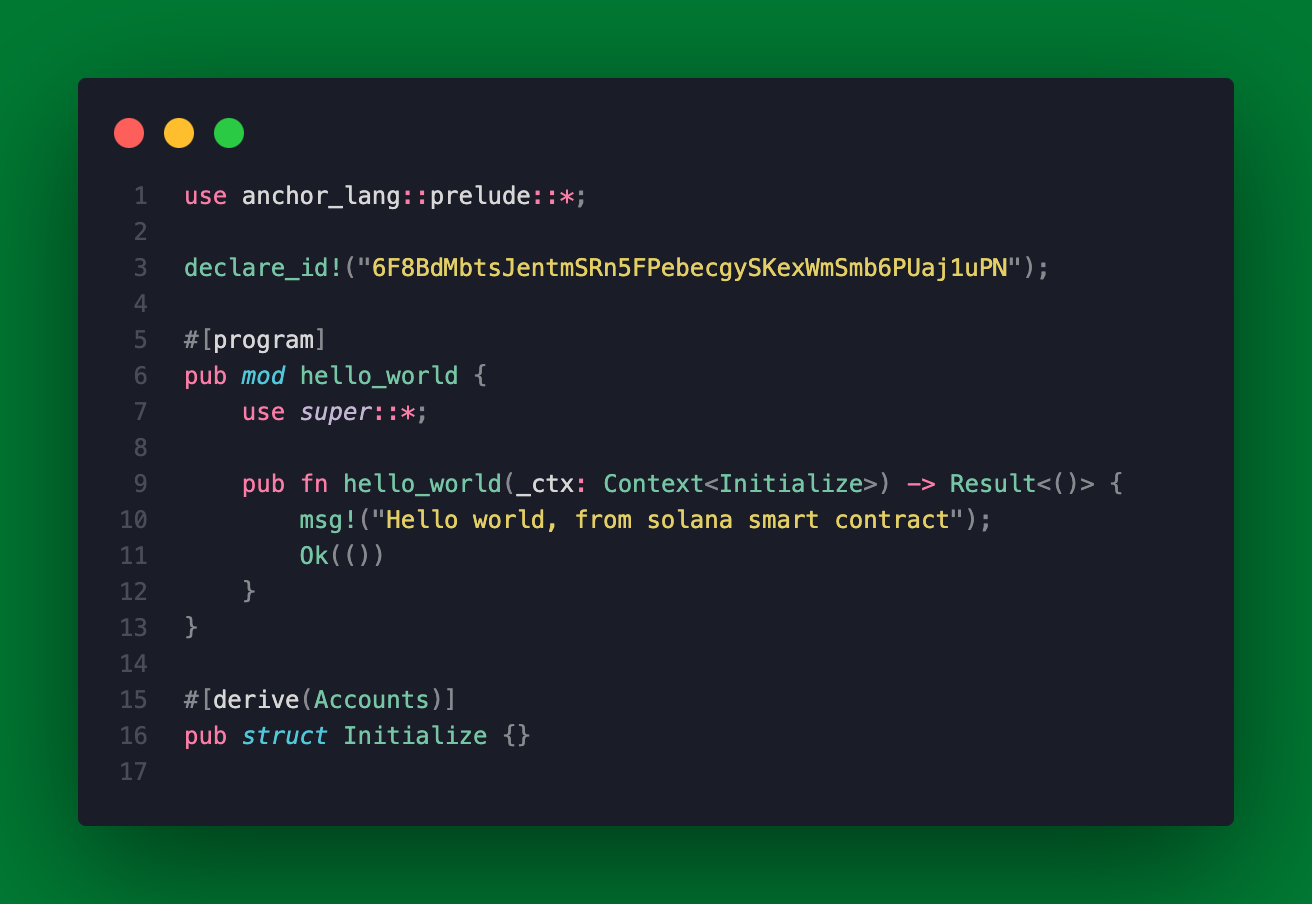 1 use anchor_lang::prelude::*;
2
3 declare_id!("6F8BdMbtsJentmSRn5FPebecgySKexWmSmb6PUaj1uPN");
4
5 #[program]
6 pub mod hello_world {
7     use super::*;
8
9     pub fn hello_world(_ctx: Context<Initialize>) -> Result<()> {
10         msg!("Hello world, from solana smart contract");
11         Ok(())
12     }
13 }
14
15 #[derive(Accounts)]
16 pub struct Initialize {}
17